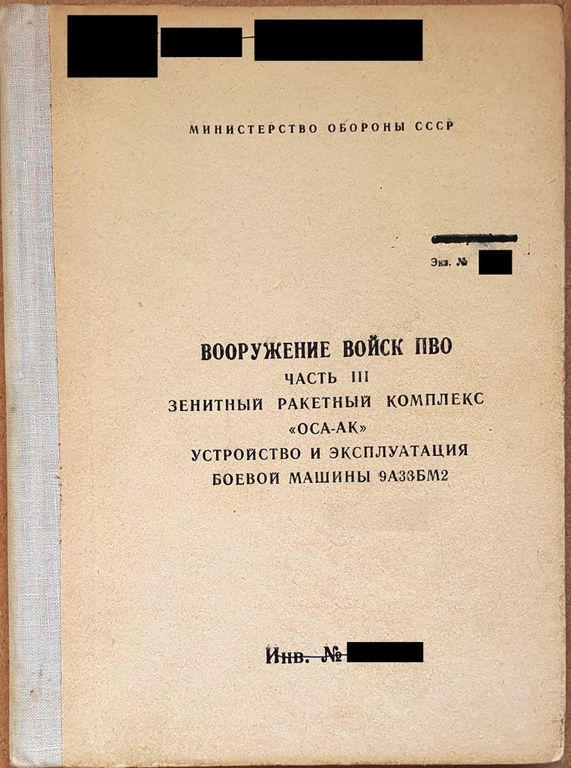 МИНИСТЕРСТВО ОБОРОНЫ СССР
Экз. №
ВООРУЖЕНИЕ ВОЙСК ПВО
ЧАСТЬ III
ЗЕНИТНЫЙ РАКЕТНЫЙ КОМПЛЕКС
«ОСА-АК»
УСТРОЙСТВО И ЭКСПЛУАТАЦИЯ
БОЕВОЙ МАШИНЫ 9А33БМ2
Инв. №